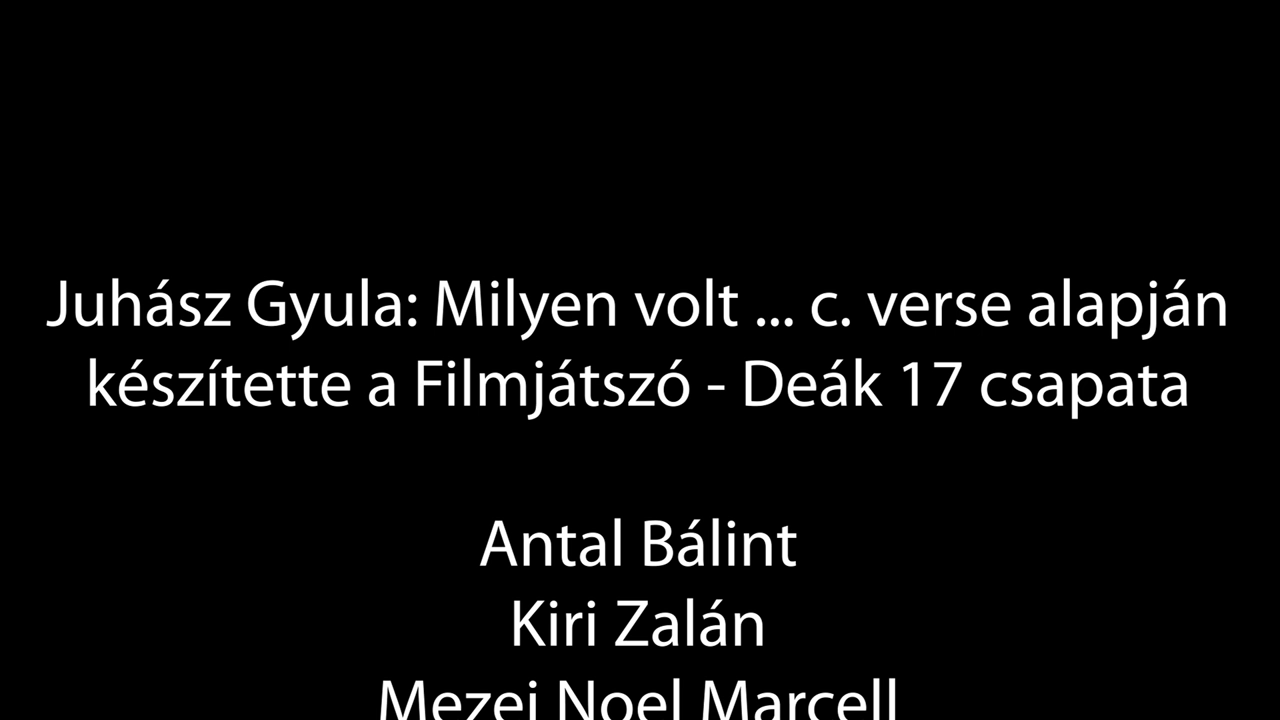 Juhász Gyula: Milyen volt ... c. verse alapján
készítette a Filmjátszó - Deák 17 csapata
Antal Bálint
Kiri Zalán
Mezei Noel Marcell